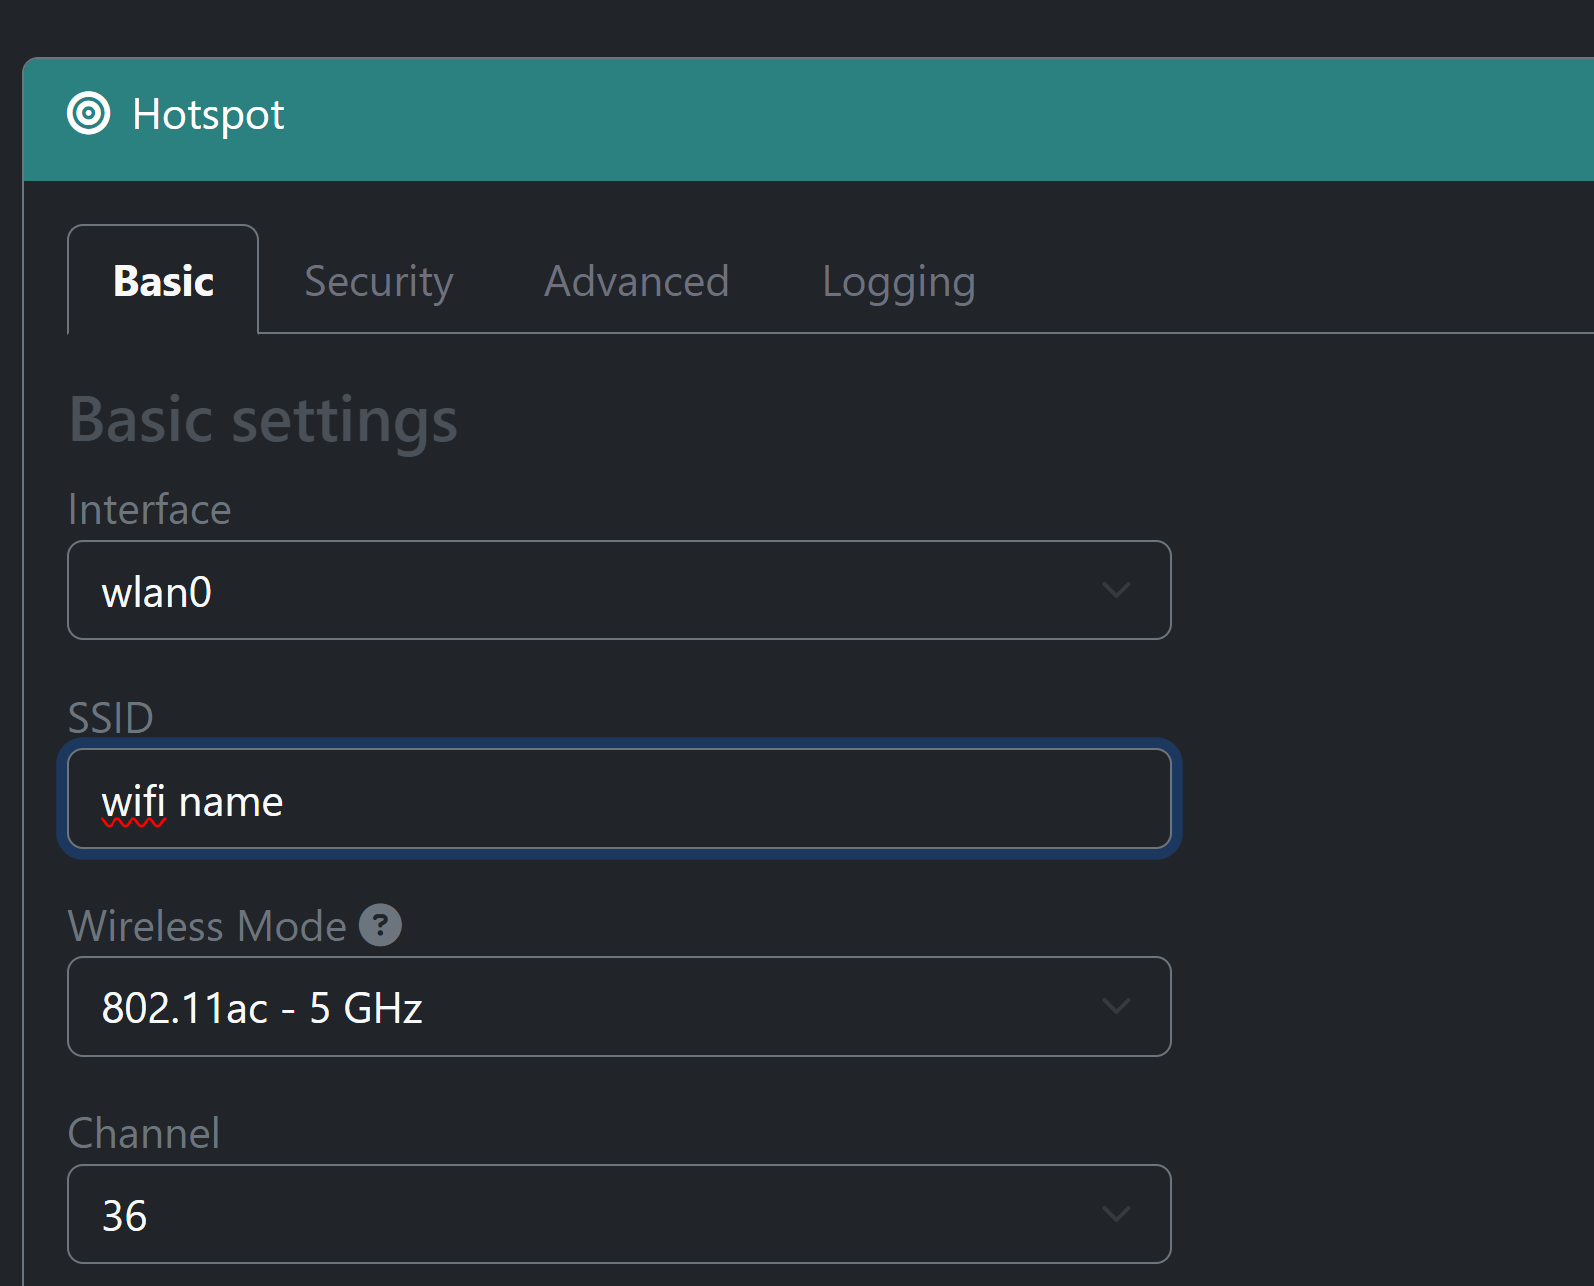 Hotspot
Basic Security Advanced Logging
Basic settings
Interface
wlan0
SSID
wifi name
Wireless Mode ?
802.11ac - 5 GHz
Channel
36